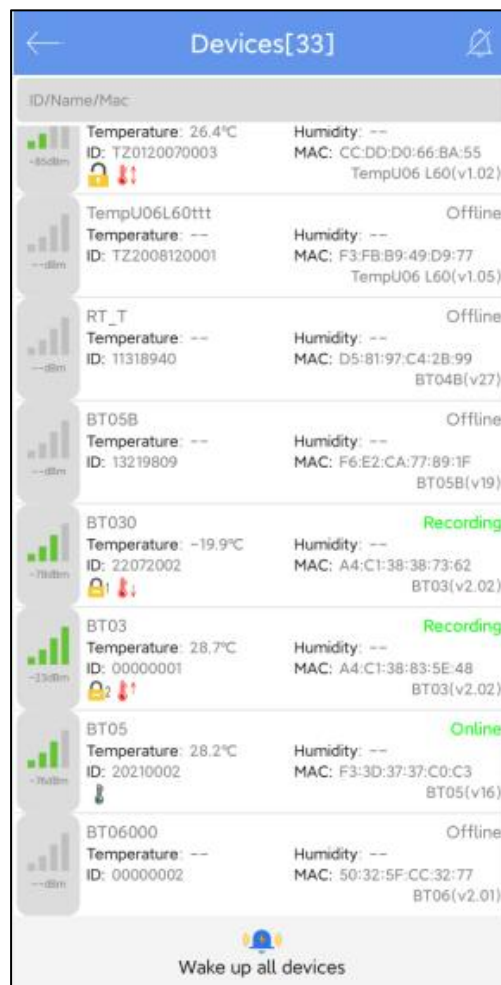 Devices[33]
ID/Name/Mac
Temperature: 26.4℃ Humidity: --
-85dBm ID: TZ0120070003 MAC: CC:DD:D0:66:BA:55
TempU06 L60(v1.02)
TempU06L60ttt Offline
Temperature: -- Humidity: --
--dBm ID: TZ2008120001 MAC: F3:FB:B9:49:D9:77
TempU06 L60(v1.05)
RT_T Offline
Temperature: -- Humidity: --
--dBm ID: 11318940 MAC: D5:81:97:C4:2B:99
BT04B(v27)
BT05B Offline
Temperature: -- Humidity: --
--dBm ID: 13219809 MAC: F6:E2:CA:77:89:1F
BT05B(v19)
BT030 Recording
Temperature: -19.9℃ Humidity: --
ID: 22072002 MAC: A4:C1:38:38:73:62
1 BT03(v2.02)
BT03 Recording
Temperature: 28.7℃ Humidity: --
-23dBm ID: 00000001 MAC: A4:C1:38:83:5E:48
2 BT03(v2.02)
BT05 Online
Temperature: 28.2℃ Humidity: --
-76dBm ID: 20210002 MAC: F3:3D:37:37:C0:C3
BT05(v16)
BT06000 Offline
Temperature: -- Humidity: --
--dBm ID: 00000002 MAC: 50:32:5F:CC:32:77
BT06(v2.01)
Wake up all devices